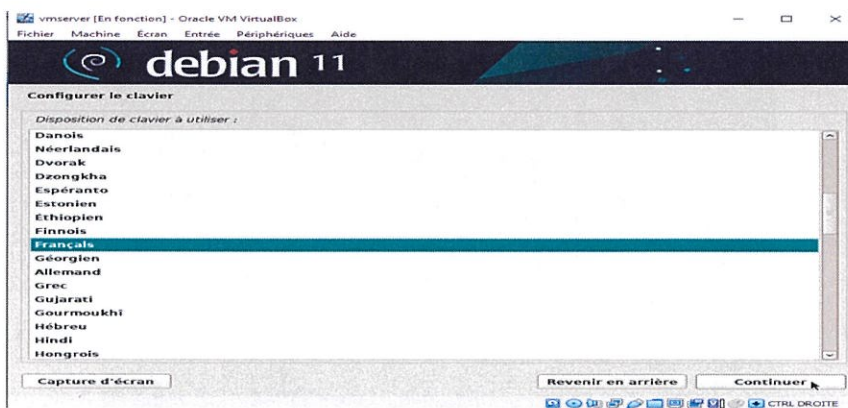 vmserver [En fonction] - Oracle VM VirtualBox
Fichier Machine Écran Entrée Périphériques Aide
debian 11
Configurer le clavier
Disposition de clavier à utiliser :
Danois
Néerlandais
Dvorak
Dzongkha
Espéranto
Estonien
Éthiopien
Finnois
Français
Géorgien
Allemand
Grec
Gujarati
Gourmoukhî
Hébreu
Hindi
Hongrois
Capture d'écran Revenir en arrière Continuer
CTRL DROITE